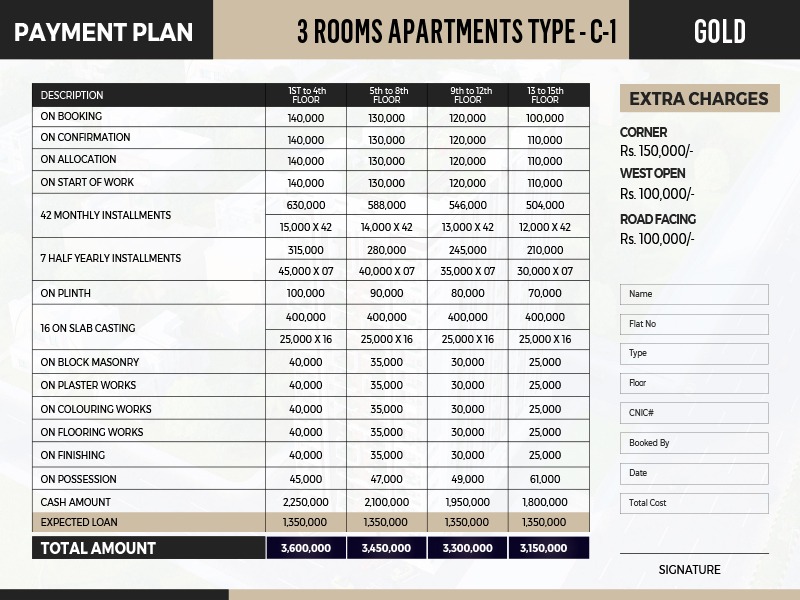 PAYMENT PLAN 3 ROOMS APARTMENTS TYPE - C-1 GOLD
DESCRIPTION 1ST to 4th FLOOR 5th to 8th FLOOR 9th to 12th FLOOR 13 to 15th FLOOR
ON BOOKING 140,000 130,000 120,000 100,000
ON CONFIRMATION 140,000 130,000 120,000 110,000
ON ALLOCATION 140,000 130,000 120,000 110,000
ON START OF WORK 140,000 130,000 120,000 110,000
42 MONTHLY INSTALLMENTS 630,000 588,000 546,000 504,000
15,000 X 42 14,000 X 42 13,000 X 42 12,000 X 42
7 HALF YEARLY INSTALLMENTS 315,000 280,000 245,000 210,000
45,000 X 07 40,000 X 07 35,000 X 07 30,000 X 07
ON PLINTH 100,000 90,000 80,000 70,000
16 ON SLAB CASTING 400,000 400,000 400,000 400,000
25,000 X 16 25,000 X 16 25,000 X 16 25,000 X 16
ON BLOCK MASONRY 40,000 35,000 30,000 25,000
ON PLASTER WORKS 40,000 35,000 30,000 25,000
ON COLOURING WORKS 40,000 35,000 30,000 25,000
ON FLOORING WORKS 40,000 35,000 30,000 25,000
ON FINISHING 40,000 35,000 30,000 25,000
ON POSSESSION 45,000 47,000 49,000 61,000
CASH AMOUNT 2,250,000 2,100,000 1,950,000 1,800,000
EXPECTED LOAN 1,350,000 1,350,000 1,350,000 1,350,000
TOTAL AMOUNT 3,600,000 3,450,000 3,300,000 3,150,000
EXTRA CHARGES
CORNER
Rs. 150,000/-
WEST OPEN
Rs. 100,000/-
ROAD FACING
Rs. 100,000/-
Name
Flat No
Type
Floor
CNIC#
Booked By
Date
Total Cost
SIGNATURE